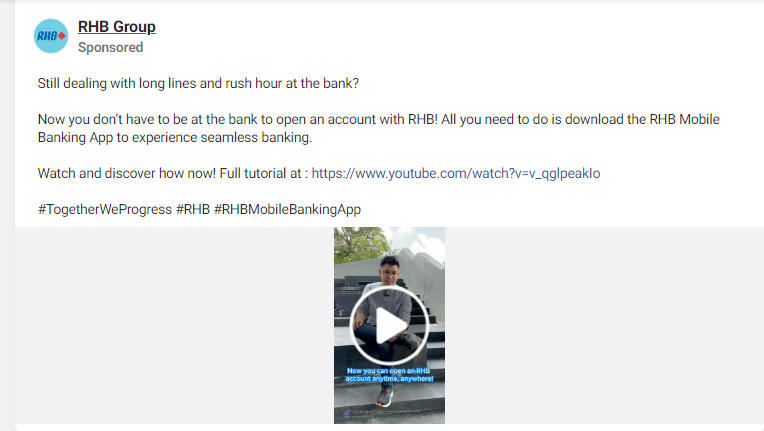 RHB Group
RHB
Sponsored
Still dealing with long lines and rush hour at the bank?
Now you don’t have to be at the bank to open an account with RHB! All you need to do is download the RHB Mobile
Banking App to experience seamless banking.
Watch and discover how now! Full tutorial at : https://www.youtube.com/watch?v=v_qglpeakIo
#TogetherWeProgress #RHB #RHBMobileBankingApp
Now you can open an RHB
account anytime, anywhere!